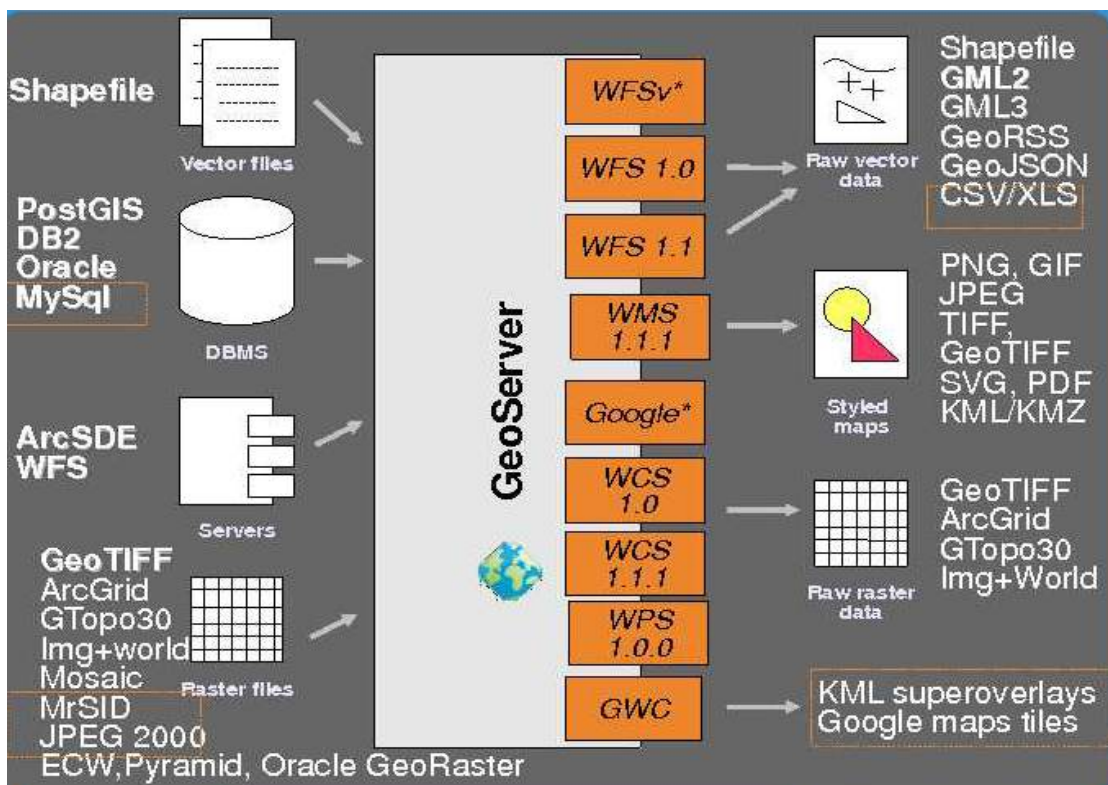 Shapefile
Vector files
PostGIS
DB2
Oracle
MySql
DBMS
ArcSDE
WFS
Servers
GeoTIFF
ArcGrid
GTopo30
Img+world
Mosaic
MrSID
JPEG 2000
ECW,Pyramid, Oracle GeoRaster
Raster files
GeoServer
WFSv*
WFS 1.0
WFS 1.1
WMS
1.1.1
Google*
WCS
1.0
WCS
1.1.1
WPS
1.0.0
GWC
Raw vector
data
Shapefile
GML2
GML3
GeoRSS
GeoJSON
CSV/XLS
Styled
maps
PNG, GIF
JPEG
TIFF,
GeoTIFF
SVG, PDF
KML/KMZ
Raw raster
data
GeoTIFF
ArcGrid
GTopo30
Img+World
KML superoverlays
Google maps tiles